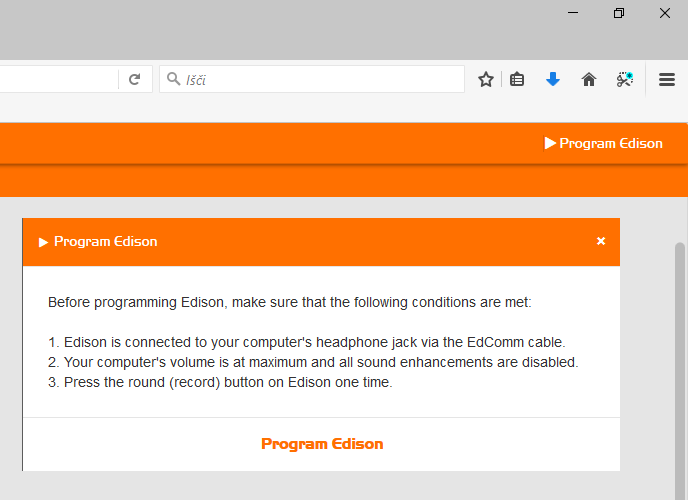 Išči
Program Edison
Program Edison
Before programming Edison, make sure that the following conditions are met:
1. Edison is connected to your computer's headphone jack via the EdComm cable.
2. Your computer's volume is at maximum and all sound enhancements are disabled.
3. Press the round (record) button on Edison one time.
Program Edison